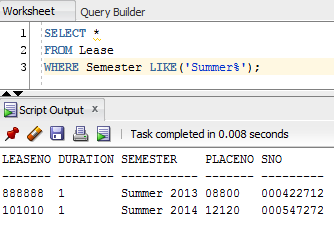 Worksheet Query Builder
1 SELECT *
2 FROM Lease
3 WHERE Semester LIKE('Summer%');
Script Output x
Task completed in 0.008 seconds
LEASENO DURATION SEMESTER PLACENO SNO
------- -------- ----------- ------- ---------
888888 1 Summer 2013 08800 000422712
101010 1 Summer 2014 12120 000547272